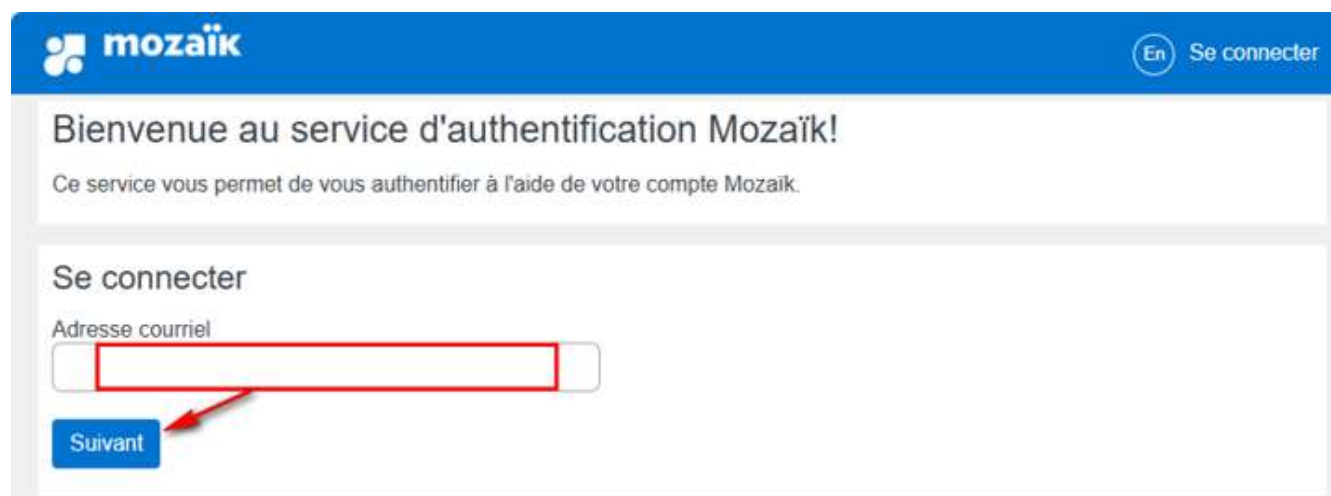 mozaïk
En Se connecter
Bienvenue au service d'authentification Mozaïk!
Ce service vous permet de vous authentifier à l'aide de votre compte Mozaïk.
Se connecter
Adresse courriel
Suivant